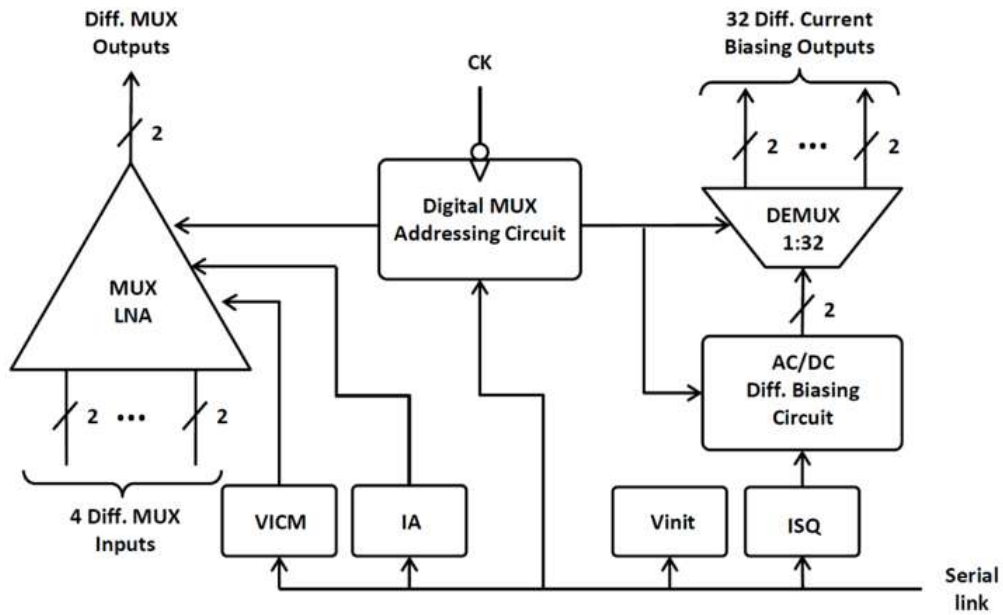 Diff. MUX
Outputs
32 Diff. Current
Biasing Outputs
CK
2
2
•••
2
Digital MUX
Addressing Circuit
DEMUX
1:32
MUX
LNA
2
AC/DC
Diff. Biasing
Circuit
2
•••
2
4 Diff. MUX
Inputs
VICM
IA
Vinit
ISQ
Serial
link